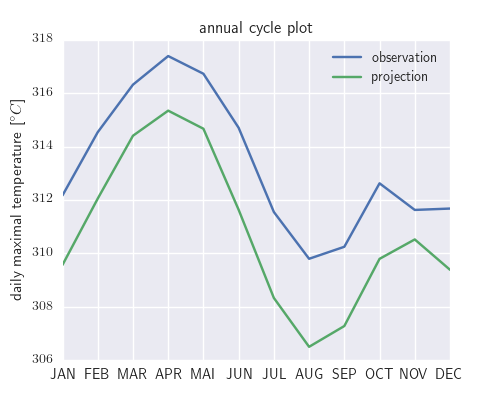 annual cycle plot
318
316
314
312
310
308
306
daily maximal temperature [°C]
observation
projection
JAN FEB MAR APR MAI JUN JUL AUG SEP OCT NOV DEC